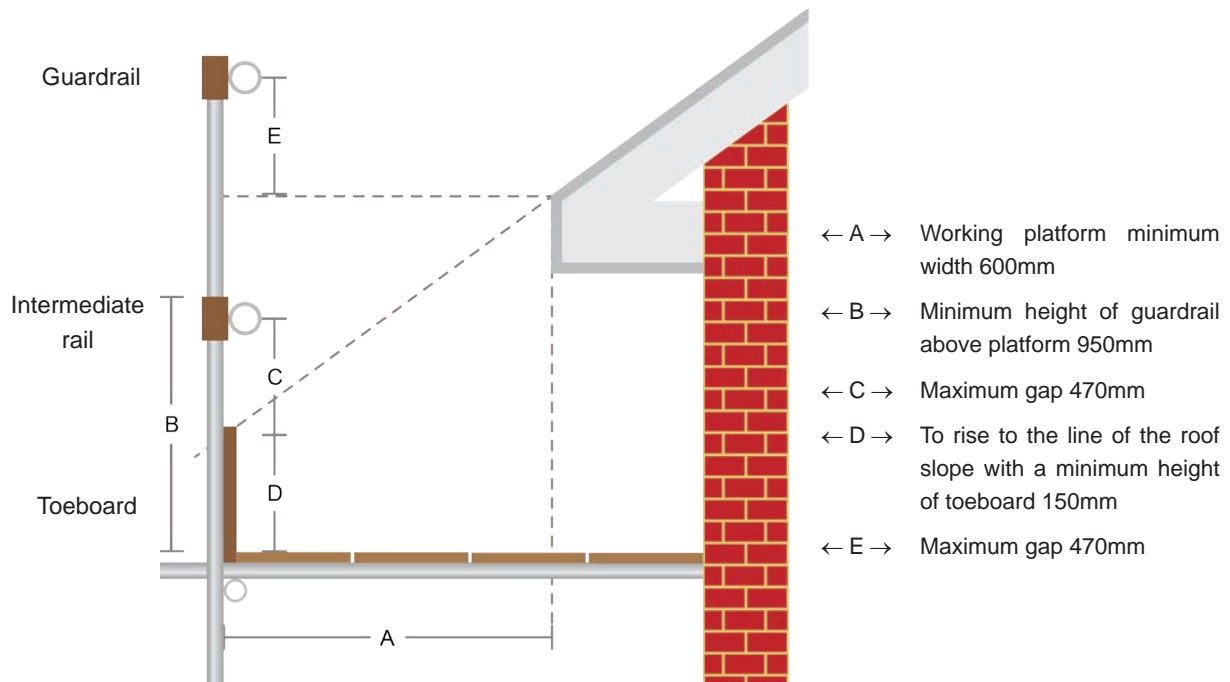 Guardrail
E
Intermediate
rail
C
B
D
Toeboard
A
← A → Working platform minimum
width 600mm
← B → Minimum height of guardrail
above platform 950mm
← C → Maximum gap 470mm
← D → To rise to the line of the roof
slope with a minimum height
of toeboard 150mm
← E → Maximum gap 470mm